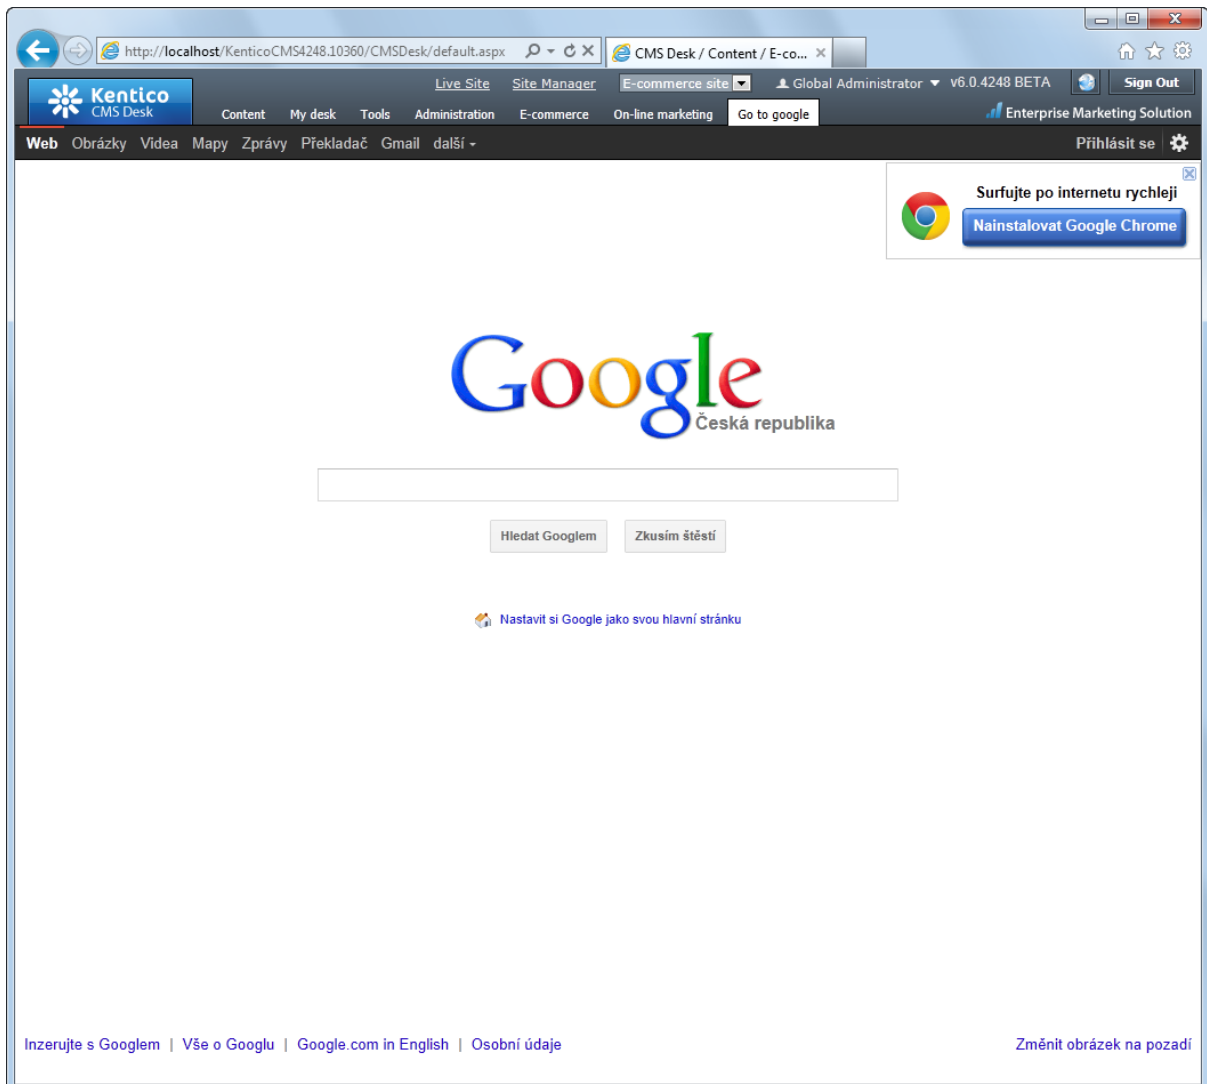 http://localhost/KenticoCMS4248.10360/CMSDesk/default.aspx
CMS Desk / Content / E-co...
Kentico
CMS Desk
Live Site Site Manager E-commerce site Global Administrator v6.0.4248 BETA Sign Out
Content My desk Tools Administration E-commerce On-line marketing Go to google Enterprise Marketing Solution
Web Obrázky Videa Mapy Zprávy Překladač Gmail další Přihlásit se
Surfujte po internetu rychleji
Nainstalovat Google Chrome
Google
Česká republika
Hledat Googlem Zkusím štěstí
Nastavit si Google jako svou hlavní stránku
Inzerujte s Googlem | Vše o Googlu | Google.com in English | Osobní údaje Změnit obrázek na pozadí